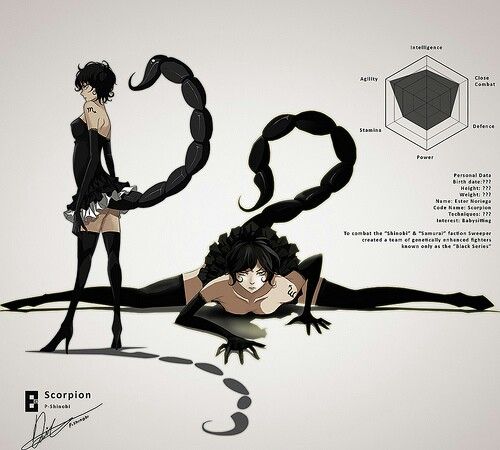 Intelligence
Agility
Close
Combat
Stamina
Defence
Power
Personal Data
Birth date:???
Height: ???
Weight: ???
Name: Ester Noriega
Code Name: Scorpion
Techniques: ???
Interest: Babysitting
To combat the "Shinobi" & "Samurai" faction Sweeper
created a team of genetically enhanced fighters
known only as the "Black Series"
Scorpion
P-Shinobi
P.Shinobi